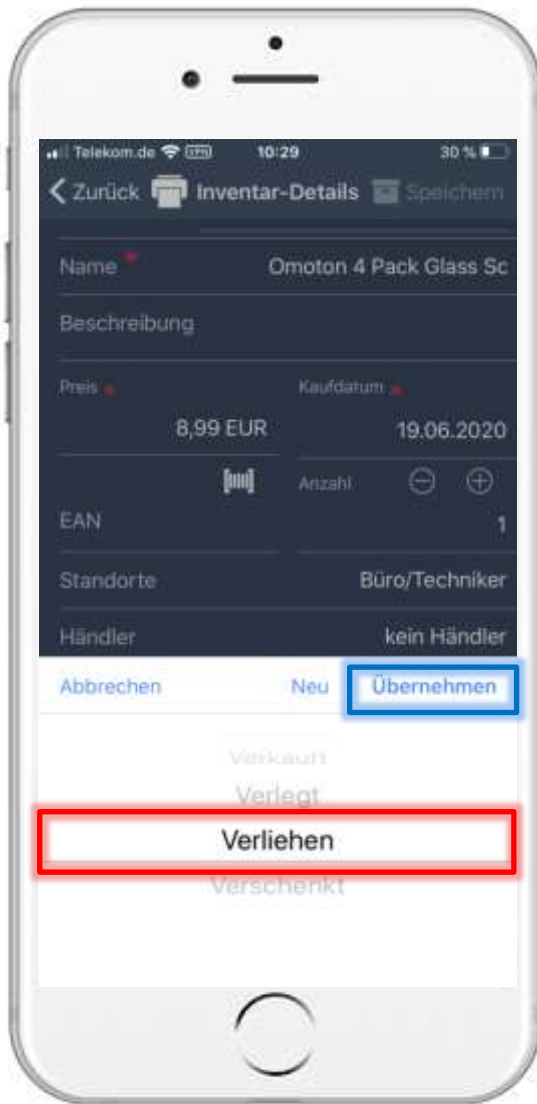 Telekom.de VPN 10:29 30 %
Zurück Inventar-Details Speichern
Name * Omoton 4 Pack Glass Sc
Beschreibung
Preis * Kaufdatum *
8,99 EUR 19.06.2020
Anzahl
EAN 1
Standorte Büro/Techniker
Händler kein Händler
Abbrechen Neu Übernehmen
Verkauft
Verlegt
Verliehen
Verschenkt